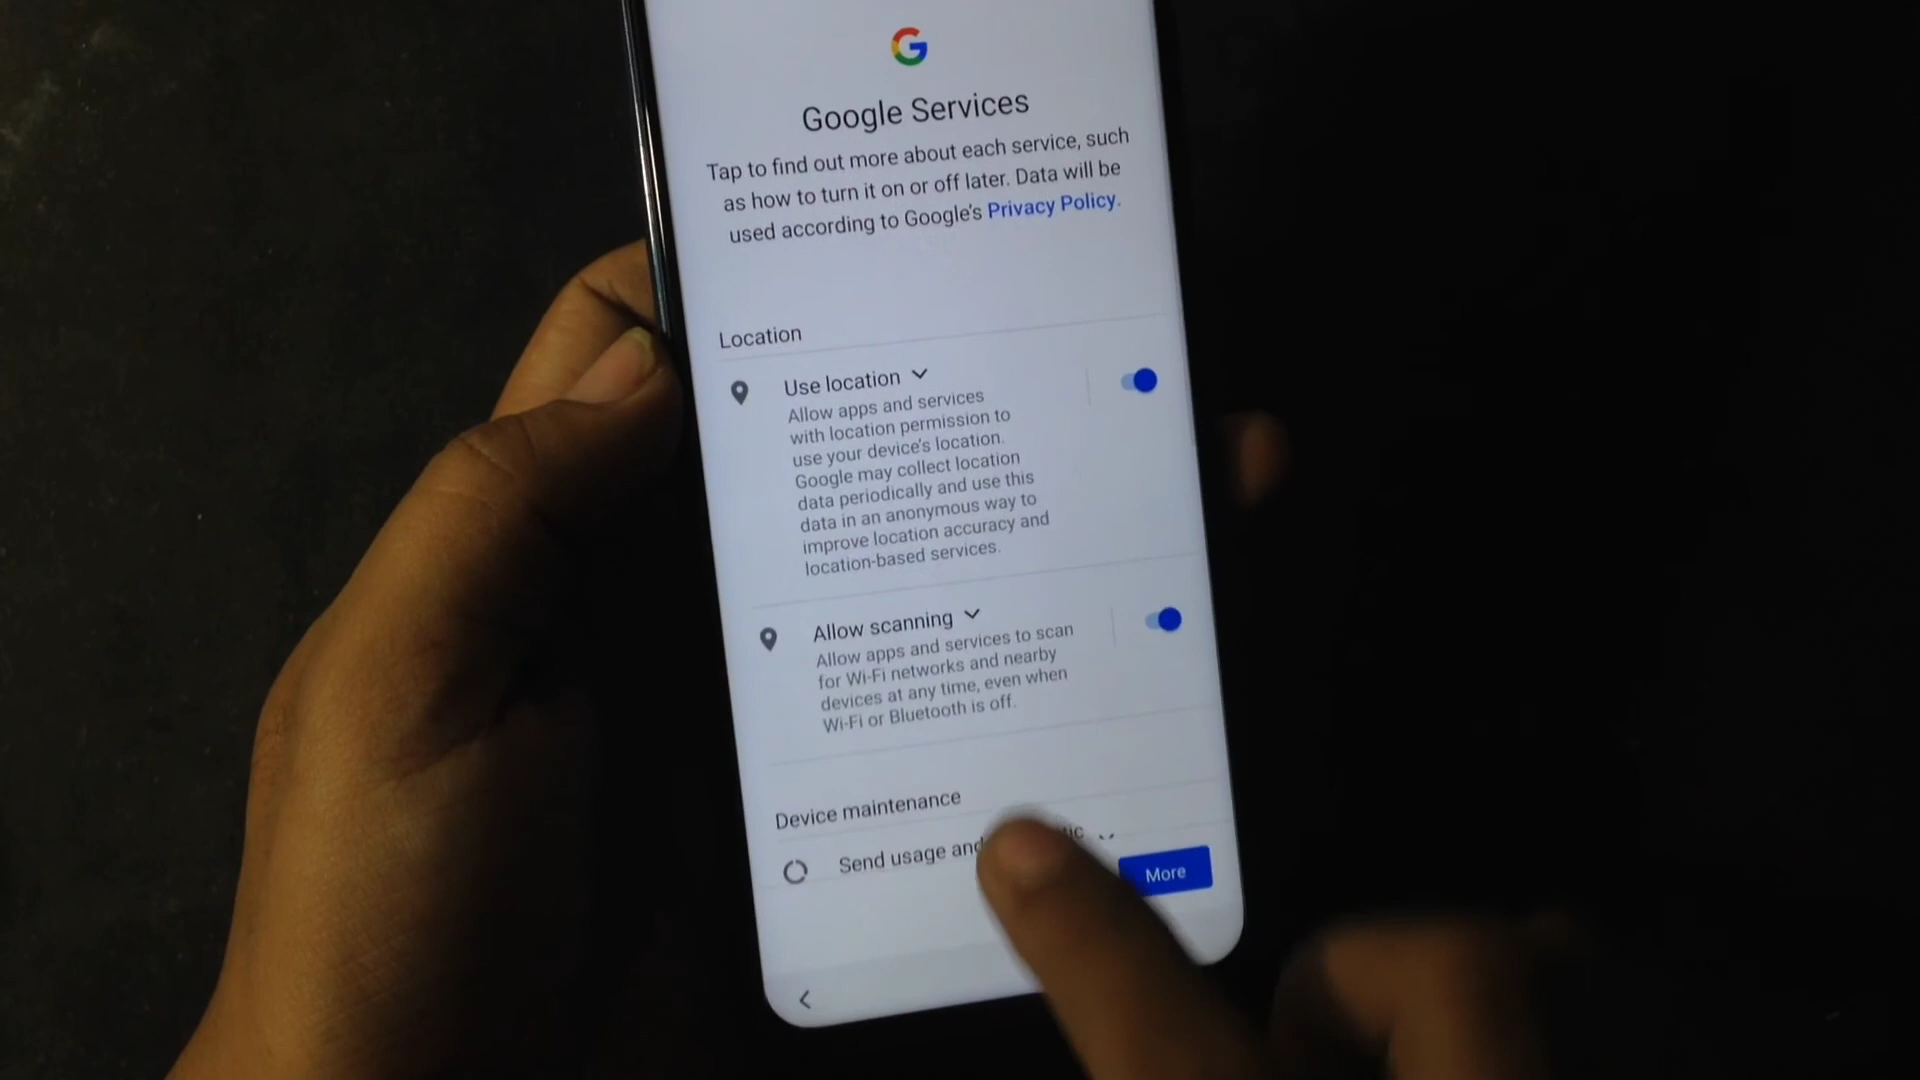 Google Services
Tap to find out more about each service, such
as how to turn it on or off later. Data will be
used according to Google's Privacy Policy.
Location
Use location
Allow apps and services
with location permission to
use your device's location.
Google may collect location
data periodically and use this
data in an anonymous way to
improve location accuracy and
location-based services.
Allow scanning
Allow apps and services to scan
for Wi-Fi networks and nearby
devices at any time, even when
Wi-Fi or Bluetooth is off.
Device maintenance
Send usage and
More